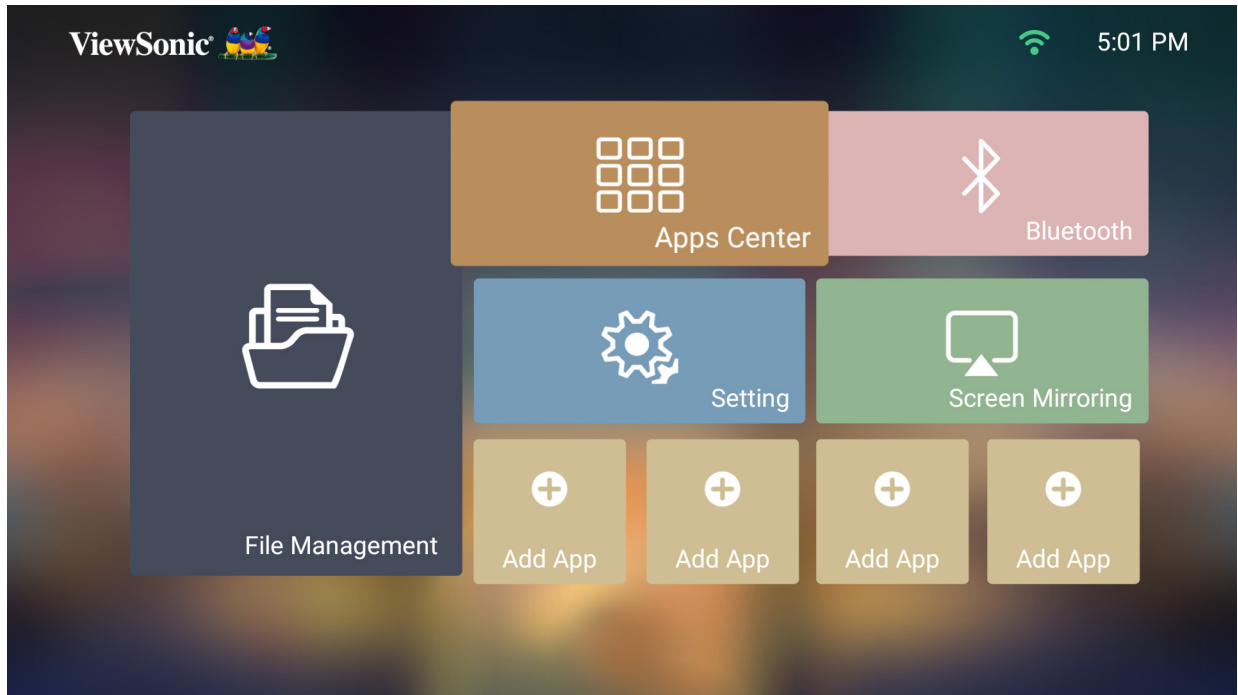 ViewSonic®
5:01 PM
Apps Center
Bluetooth
Setting
Screen Mirroring
File Management
Add App
Add App
Add App
Add App